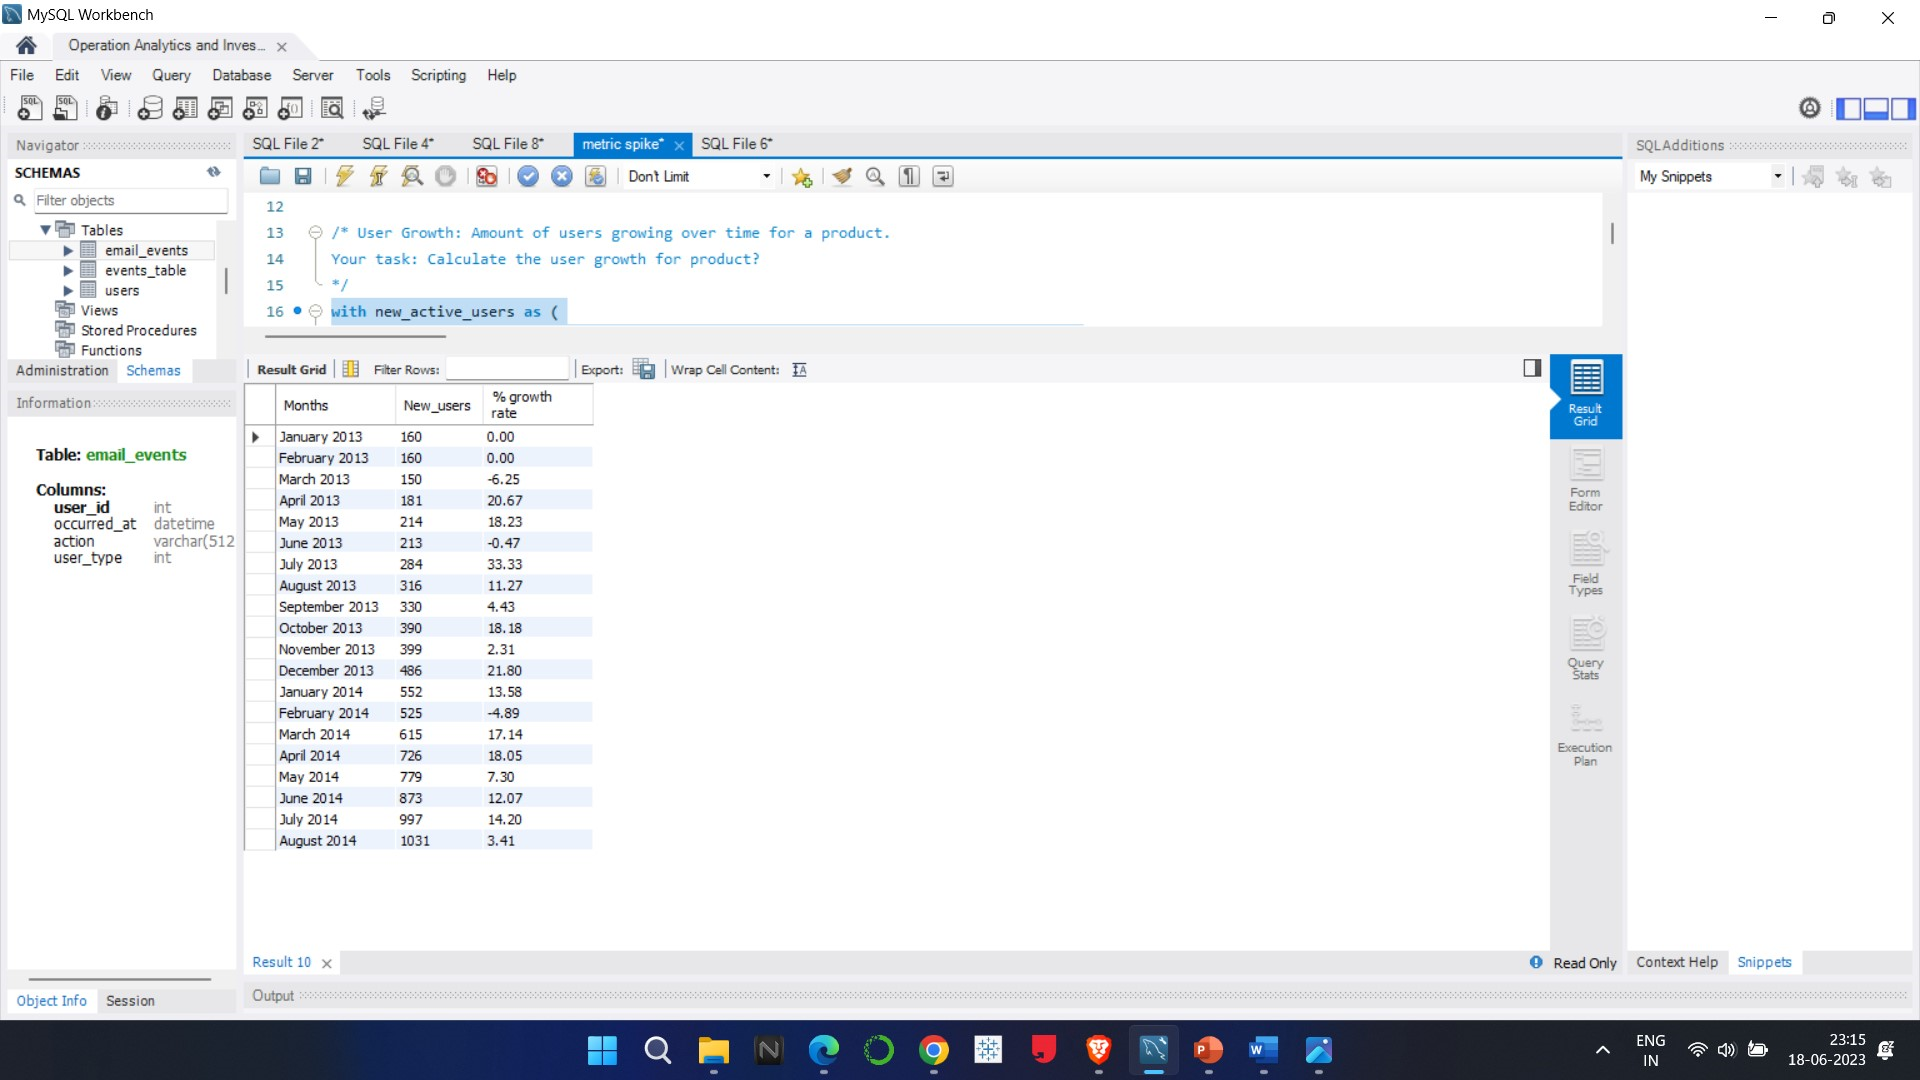 MySQL Workbench
Operation Analytics and Inves...
File Edit View Query Database Server Tools Scripting Help
Navigator
SCHEMAS
Filter objects
Tables
email_events
events_table
users
Views
Stored Procedures
Functions
Administration Schemas
Information
Table: email_events
Columns:
user_id int
occurred_at datetime
action varchar(512
user_type int
Object Info Session
SQL File 2* SQL File 4* SQL File 8* metric spike* SQL File 6*
Don't Limit
12
13 /* User Growth: Amount of users growing over time for a product.
14 Your task: Calculate the user growth for product?
15 */
16 with new_active_users as (
Result Grid Filter Rows: Export: Wrap Cell Content:
Months New_users % growth rate
January 2013 160 0.00
February 2013 160 0.00
March 2013 150 -6.25
April 2013 181 20.67
May 2013 214 18.23
June 2013 213 -0.47
July 2013 284 33.33
August 2013 316 11.27
September 2013 330 4.43
October 2013 390 18.18
November 2013 399 2.31
December 2013 486 21.80
January 2014 552 13.58
February 2014 525 -4.89
March 2014 615 17.14
April 2014 726 18.05
May 2014 779 7.30
June 2014 873 12.07
July 2014 997 14.20
August 2014 1031 3.41
Result
Grid
Form
Editor
Field
Types
Query
Stats
Execution
Plan
Result 10
Read Only
Output
SQLAdditions
My Snippets
Context Help Snippets
ENG
IN
23:15
18-06-2023